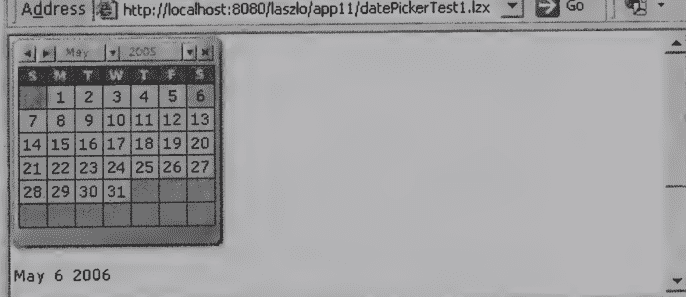 Address http://localhost:8080/laszlo/app11/datePickerTest1.lzx Go
May 2005
S M T W T F S
1 2 3 4 5 6
7 8 9 10 11 12 13
14 15 16 17 18 19 20
21 22 23 24 25 26 27
28 29 30 31
May 6 2006